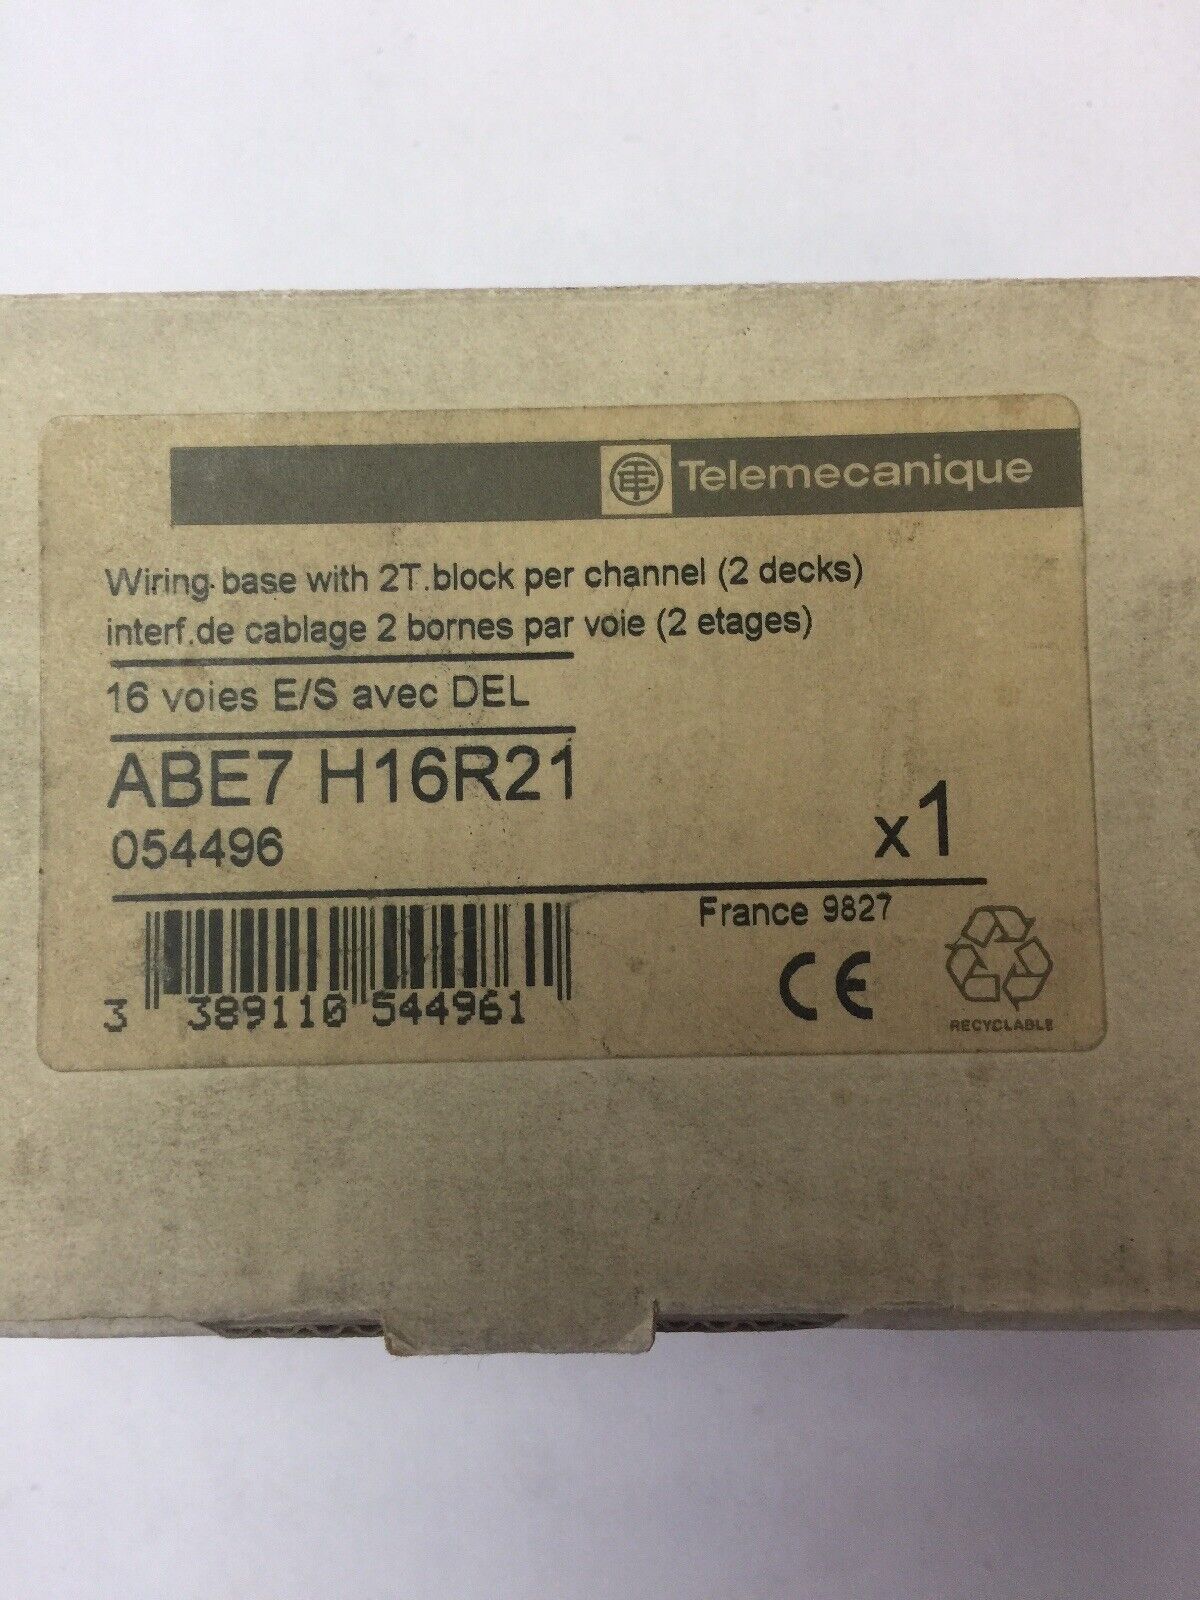 Telemecanique
Wiring base with 2T.block per channel (2 decks)
interf.de cablage 2 bornes par voie (2 etages)
16 voies E/S avec DEL
ABE7 H16R21
054496
x1
France 9827
3 389110 544961
CE
RECYCLABLE